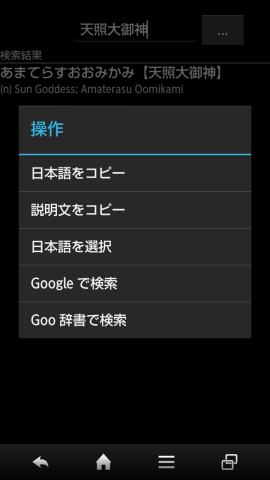 天照大御神
...
検索結果
あまてらすおおみかみ【天照大御神】
(n) Sun Goddess; Amaterasu Oomikami
操作
日本語をコピー
説明文をコピー
日本語を選択
Google で検索
Goo 辞書で検索